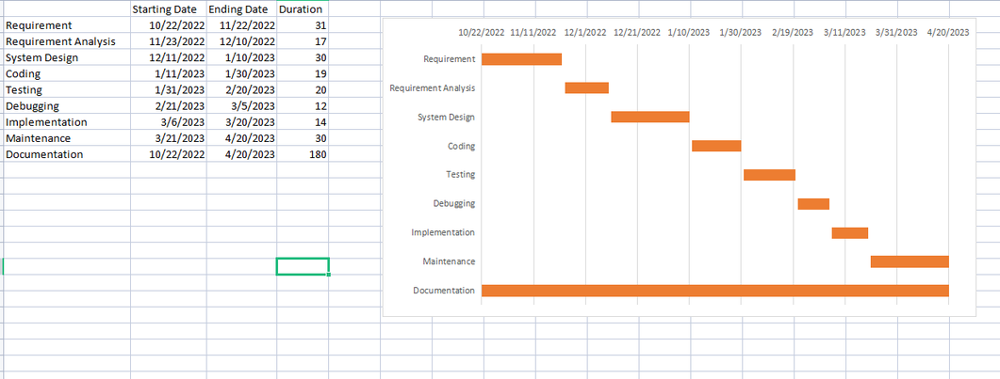 Starting Date Ending Date Duration
Requirement 10/22/2022 11/22/2022 31
Requirement Analysis 11/23/2022 12/10/2022 17
System Design 12/11/2022 1/10/2023 30
Coding 1/11/2023 1/30/2023 19
Testing 1/31/2023 2/20/2023 20
Debugging 2/21/2023 3/5/2023 12
Implementation 3/6/2023 3/20/2023 14
Maintenance 3/21/2023 4/20/2023 30
Documentation 10/22/2022 4/20/2023 180
10/22/2022 11/11/2022 12/1/2022 12/21/2022 1/10/2023 1/30/2023 2/19/2023 3/11/2023 3/31/2023 4/20/2023
Requirement
Requirement Analysis
System Design
Coding
Testing
Debugging
Implementation
Maintenance
Documentation